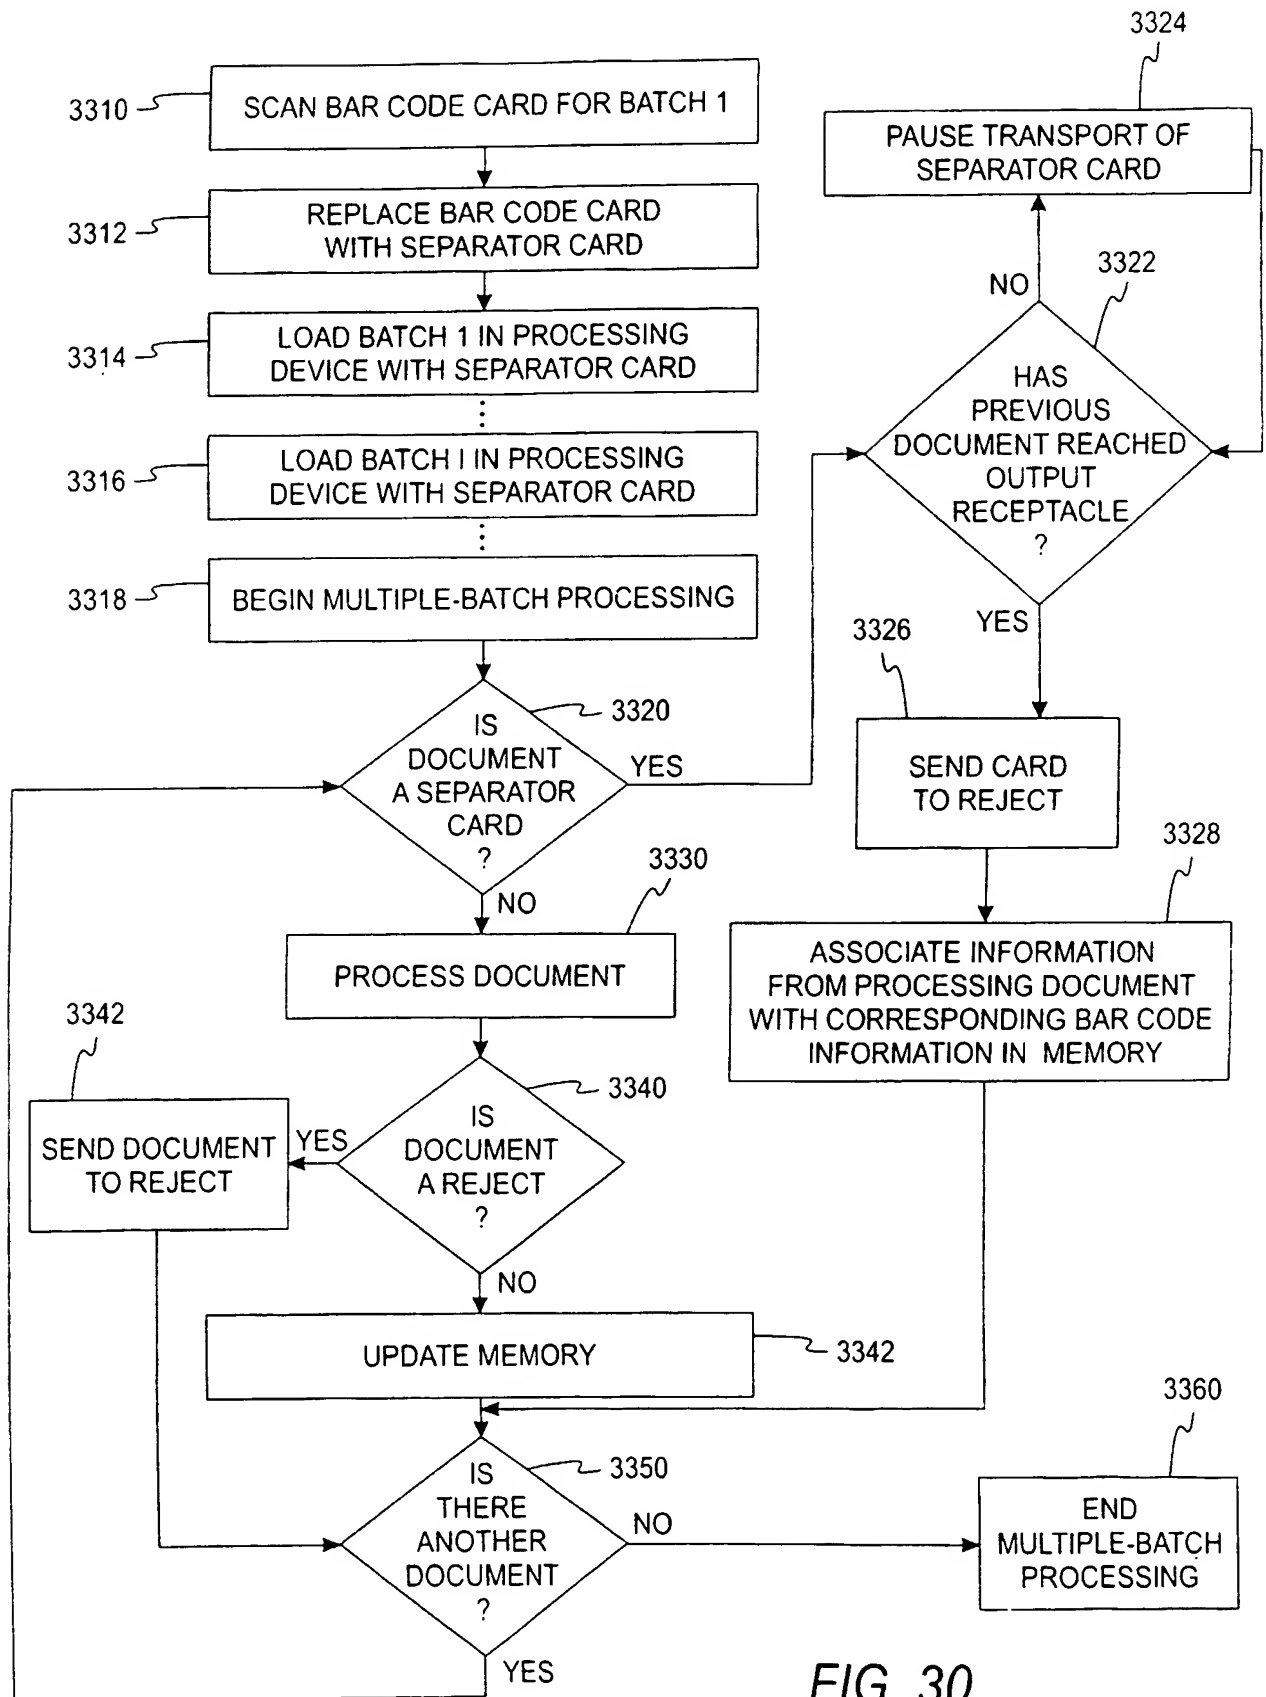 3324
3310
SCAN BAR CODE CARD FOR BATCH 1
PAUSE TRANSPORT OF
SEPARATOR CARD
3312
REPLACE BAR CODE CARD
WITH SEPARATOR CARD
NO
3322
3314
LOAD BATCH 1 IN PROCESSING
DEVICE WITH SEPARATOR CARD
HAS
PREVIOUS
DOCUMENT REACHED
OUTPUT
RECEPTACLE
?
3316
LOAD BATCH I IN PROCESSING
DEVICE WITH SEPARATOR CARD
3318
BEGIN MULTIPLE-BATCH PROCESSING
YES
3326
3320
IS
DOCUMENT
A SEPARATOR
CARD
?
YES
SEND CARD
TO REJECT
3328
NO
3330
PROCESS DOCUMENT
ASSOCIATE INFORMATION
FROM PROCESSING DOCUMENT
WITH CORRESPONDING BAR CODE
INFORMATION IN MEMORY
3342
3340
SEND DOCUMENT
TO REJECT
YES
IS
DOCUMENT
A REJECT
?
NO
UPDATE MEMORY
3342
3360
3350
IS
THERE
ANOTHER
DOCUMENT
?
NO
END
MULTIPLE-BATCH
PROCESSING
YES
FIG. 30